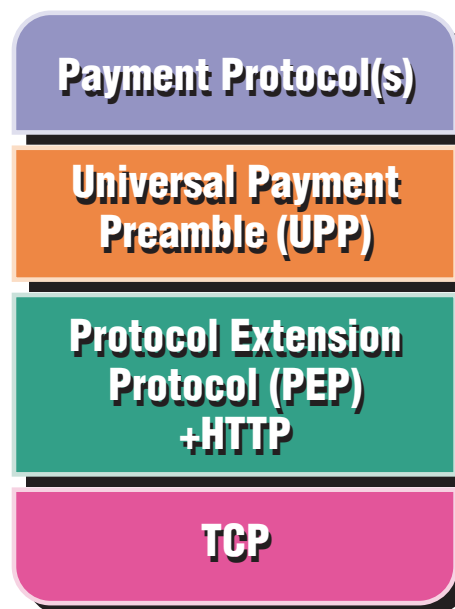 Payment Protocol(s)
Universal Payment
Preamble (UPP)
Protocol Extension
Protocol (PEP)
+HTTP
TCP